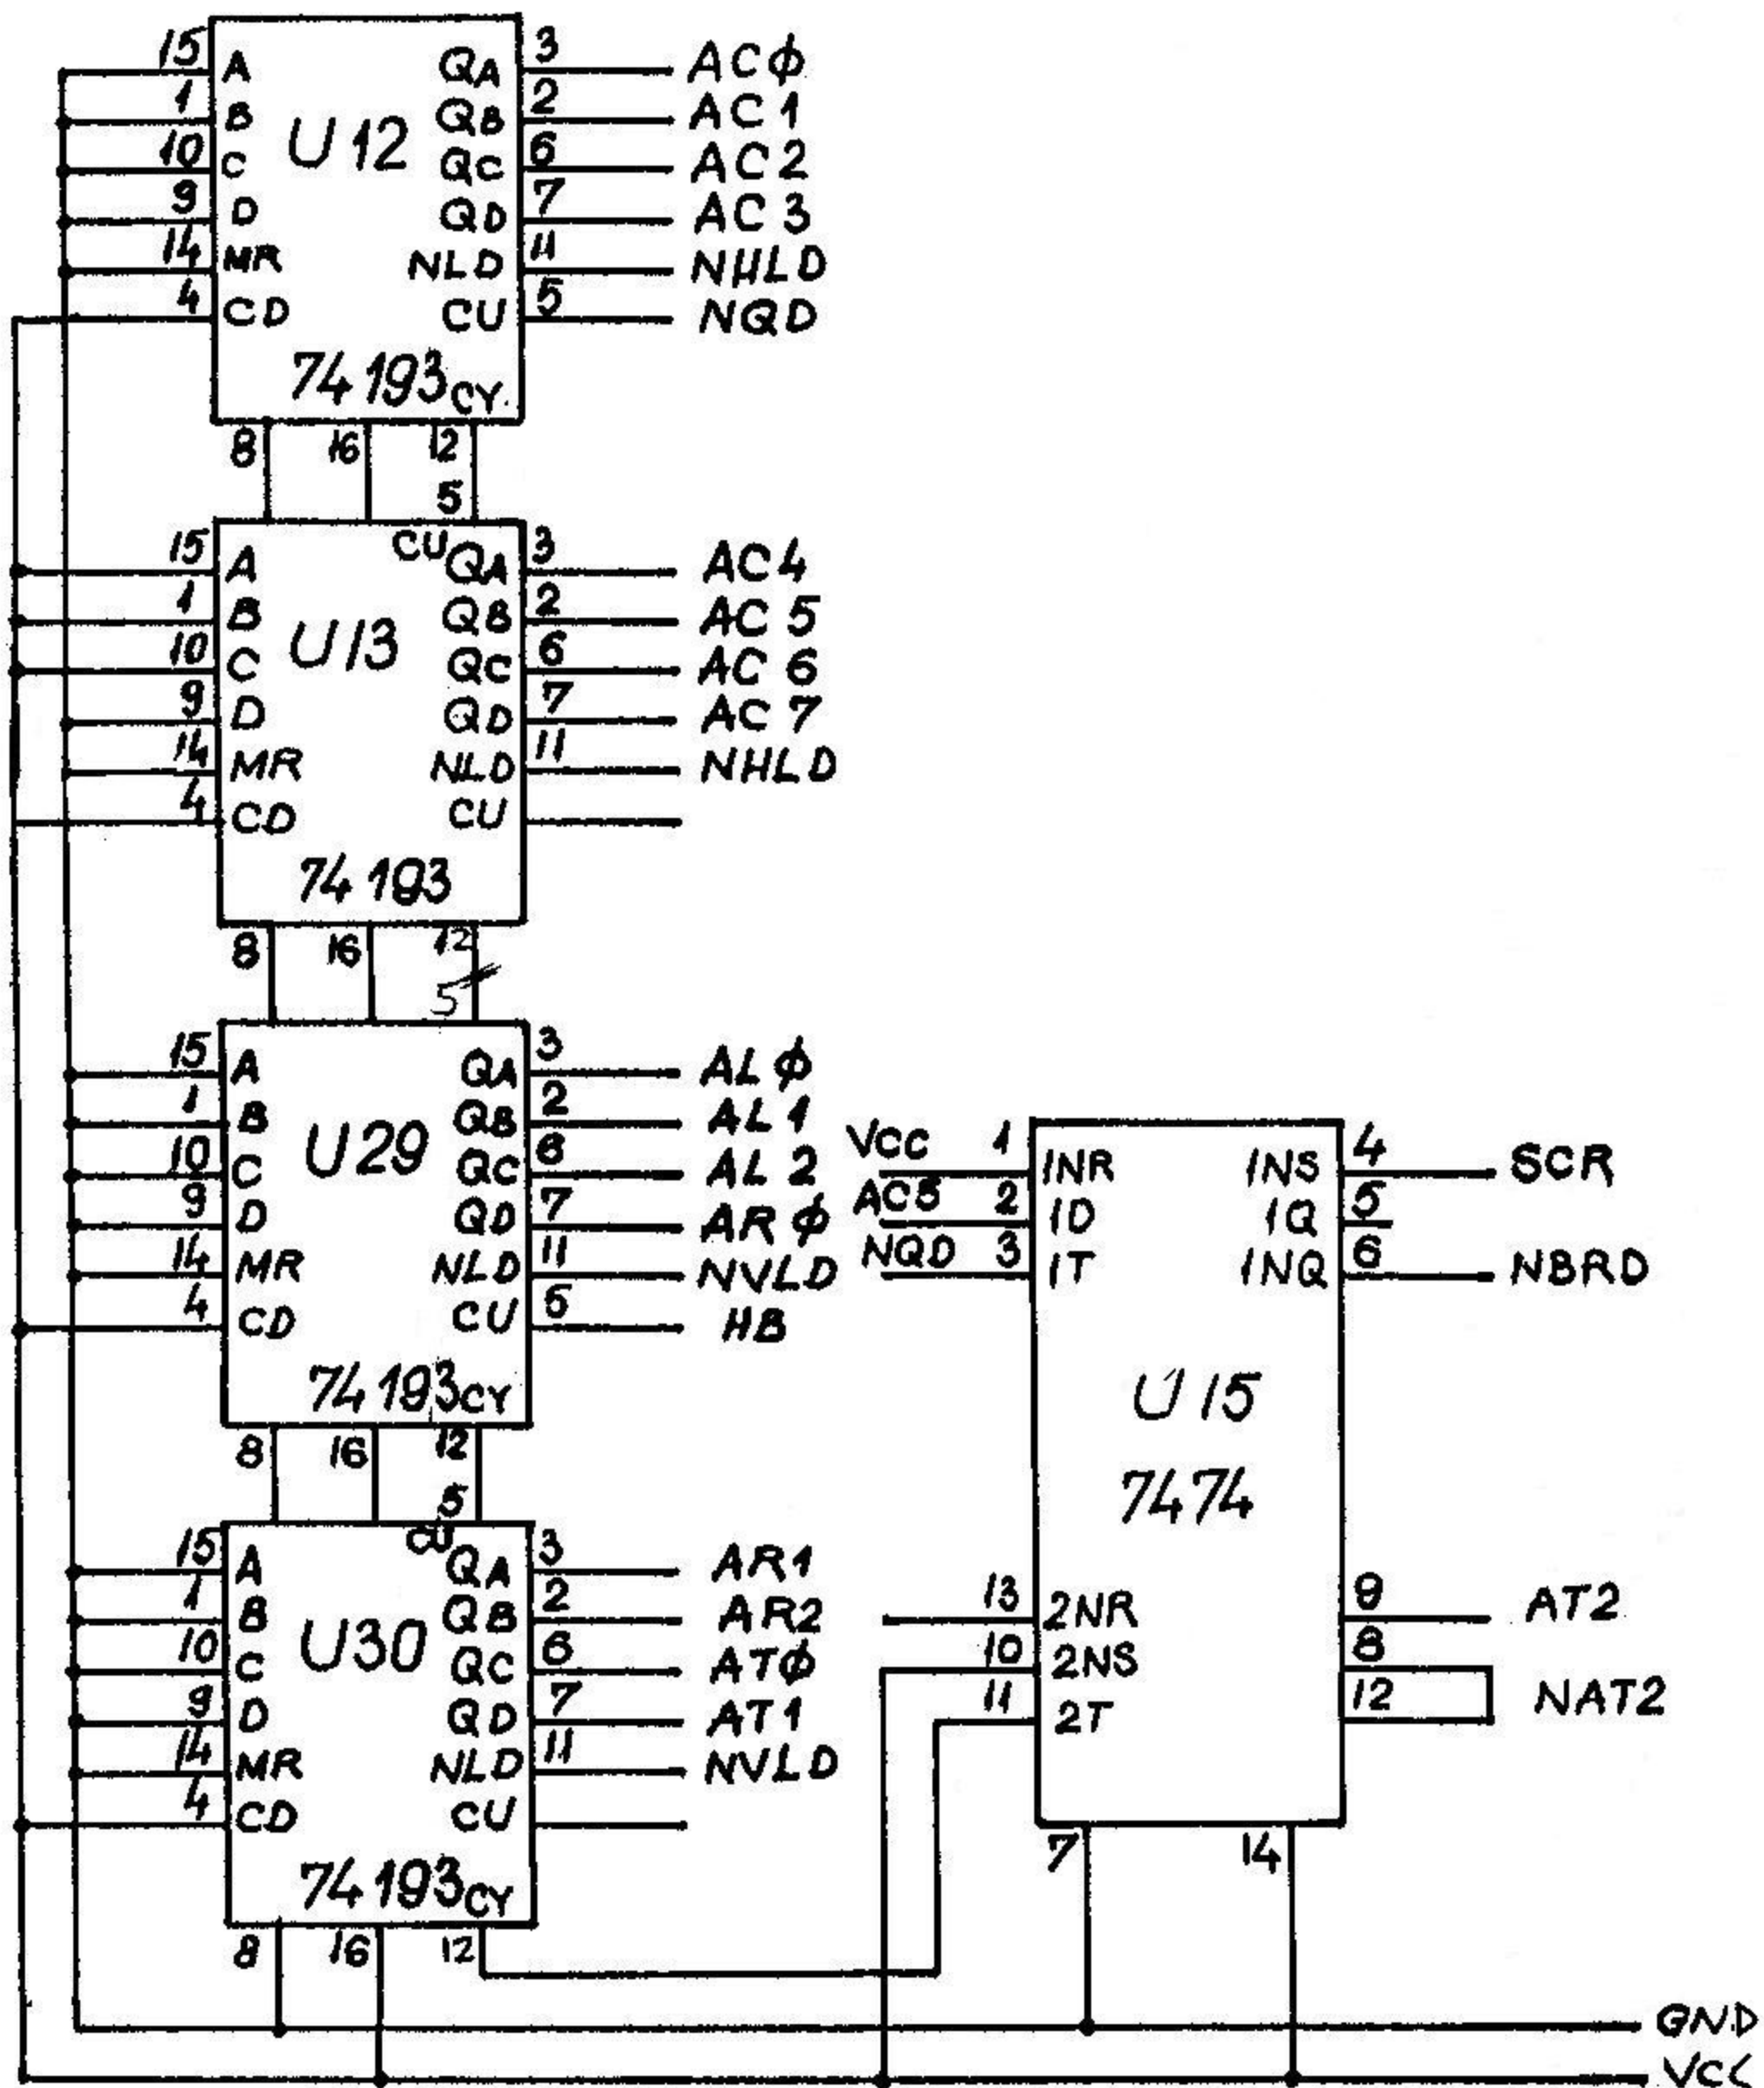 15 A QA 3 ACϕ
1 B U12 QB 2 AC1
10 C QC 6 AC2
9 D QD 7 AC3
14 MR NLD 11 NHLD
4 CD CU 5 NQD
74193 CY
8 16 12
5
CU
15 A QA 3 AC4
1 B U13 QB 2 AC5
10 C QC 6 AC6
9 D QD 7 AC7
14 MR NLD 11 NHLD
4 CD CU
74193
8 16 12
5
15 A QA 3 ALϕ
1 B U29 QB 2 AL1
10 C QC 6 AL2
9 D QD 7 ARϕ
14 MR NLD 11 NVLD
4 CD CU 5 HB
74193 CY
8 16 12
5
CU
15 A QA 3 AR1
1 B U30 QB 2 AR2
10 C QC 6 ATϕ
9 D QD 7 AT1
14 MR NLD 11 NVLD
4 CD CU
74193 CY
8 16 12
VCC 1 1NR 1NS 4 SCR
2 1D 1Q 5
NQD 3 1T 1NQ 6 NBRD
U15
7474
13 2NR 9 AT2
10 2NS 8
11 2T 12 NAT2
7 14
GND
VCC